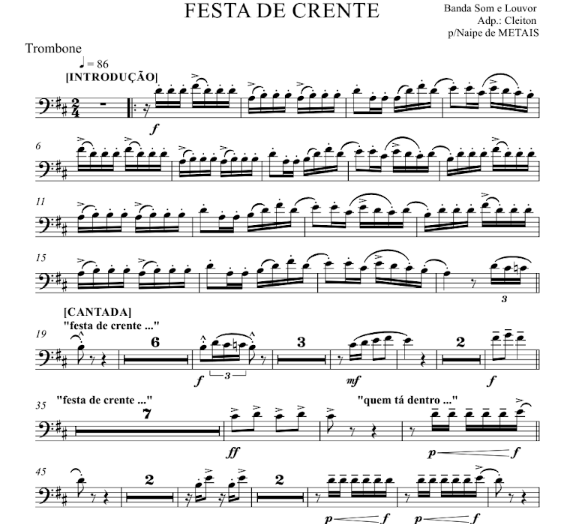 FESTA DE CRENTE
Banda Som e Louvor
Adp.: Cleiton
p/Naipe de METAIS
Trombone
♩ = 86
[INTRODUÇÃO]
2
4
f
6
11
15
3
[CANTADA]
"festa de crente ..."
19
6
3
3
2
f
mf
f
"festa de crente ..."
"quem tá dentro ..."
35
7
ff
p
f
45
2
2
p
f
p
f